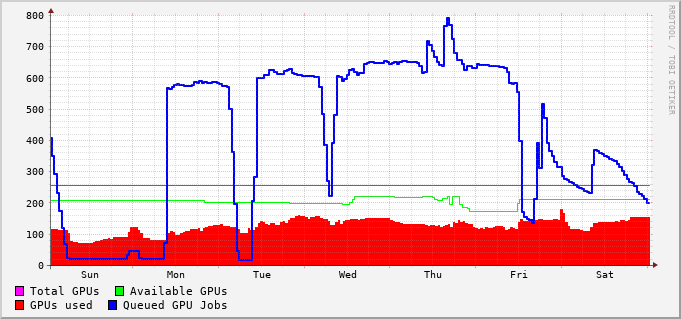 RRDTOOL / TOBI OETIKER
800
700
600
500
400
300
200
100
0
Sun Mon Tue Wed Thu Fri Sat
Total GPUs Available GPUs
GPUs used Queued GPU Jobs